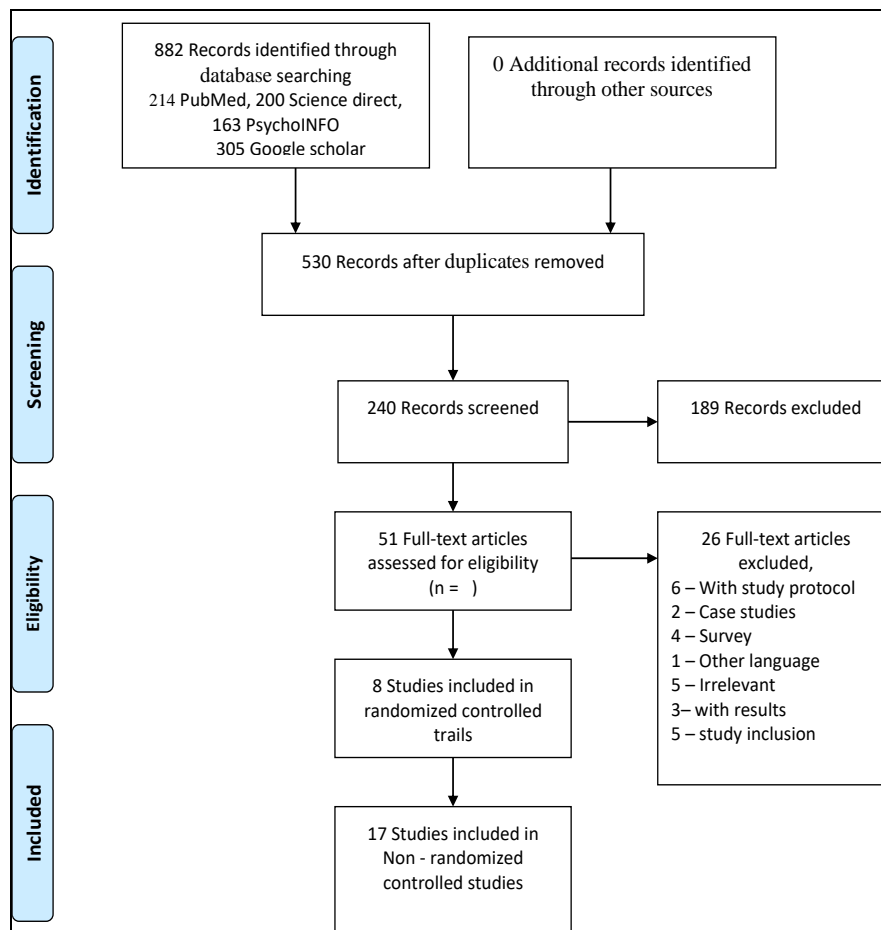 Identification
882 Records identified through
database searching
214 PubMed, 200 Science direct,
163 PsychoINFO
305 Google scholar
0 Additional records identified
through other sources
530 Records after duplicates removed
Screening
240 Records screened
189 Records excluded
Eligibility
51 Full-text articles
assessed for eligibility
(n = )
26 Full-text articles
excluded,
6 – With study protocol
2 – Case studies
4 – Survey
1 – Other language
5 – Irrelevant
3– with results
5 – study inclusion
8 Studies included in
randomized controlled
trails
Included
17 Studies included in
Non - randomized
controlled studies